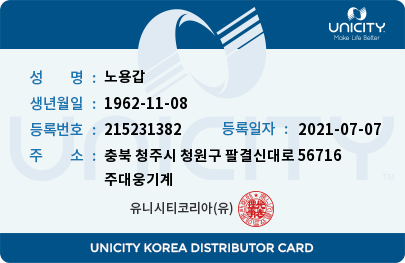 UNICITY
Make Life Better
성 명 : 노용갑
생년월일 : 1962-11-08
등록번호 : 215231382 등록일자 : 2021-07-07
주 소 : 충북 청주시 청원구 팔결신대로 56716
주대웅기계
UNICITY
TM
유니시티코리아(유)
UNICITY KOREA DISTRIBUTOR CARD